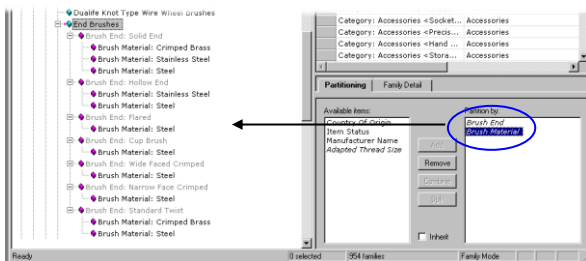 Dualife Knot Type Wire Wheel Brushes
End Brushes
Brush End: Solid End
Brush Material: Crimped Brass
Brush Material: Stainless Steel
Brush Material: Steel
Brush End: Hollow End
Brush Material: Stainless Steel
Brush Material: Steel
Brush End: Flared
Brush Material: Steel
Brush End: Cup Brush
Brush Material: Steel
Brush End: Wide Faced Crimped
Brush Material: Steel
Brush End: Narrow Face Crimped
Brush Material: Steel
Brush End: Standard Twist
Brush Material: Crimped Brass
Brush Material: Steel
Category: Accessories <Socket... Accessories
Category: Accessories <Precis... Accessories
Category: Accessories <Hand ... Accessories
Category: Accessories <Stora... Accessories
Partitioning Family Detail
Available items:
Country Of Origin
Item Status
Manufacturer Name
Adapted Thread Size
Add
Remove
Combine
Split
Inherit
Partition by:
Brush End
Brush Material
Ready 0 selected 954 families Family Mode